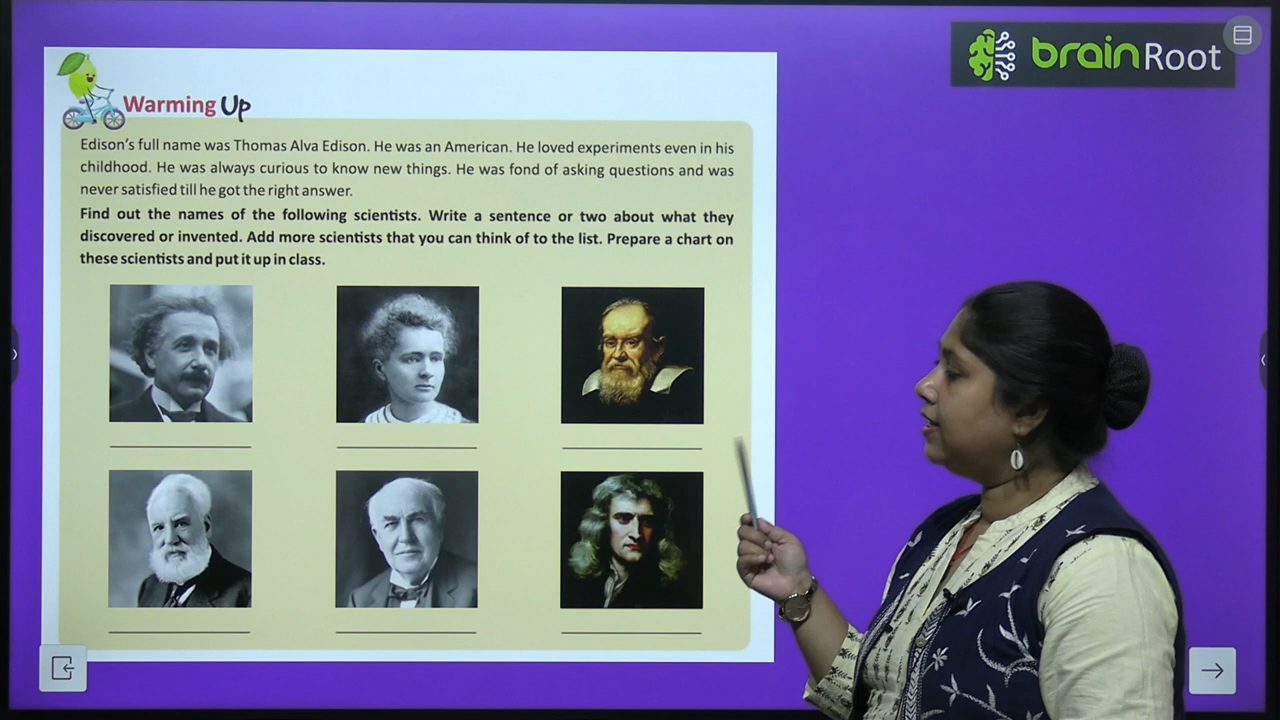 brainRoot
Warming Up
Edison's full name was Thomas Alva Edison. He was an American. He loved experiments even in his
childhood. He was always curious to know new things. He was fond of asking questions and was
never satisfied till he got the right answer.
Find out the names of the following scientists. Write a sentence or two about what they
discovered or invented. Add more scientists that you can think of to the list. Prepare a chart on
these scientists and put it up in class.